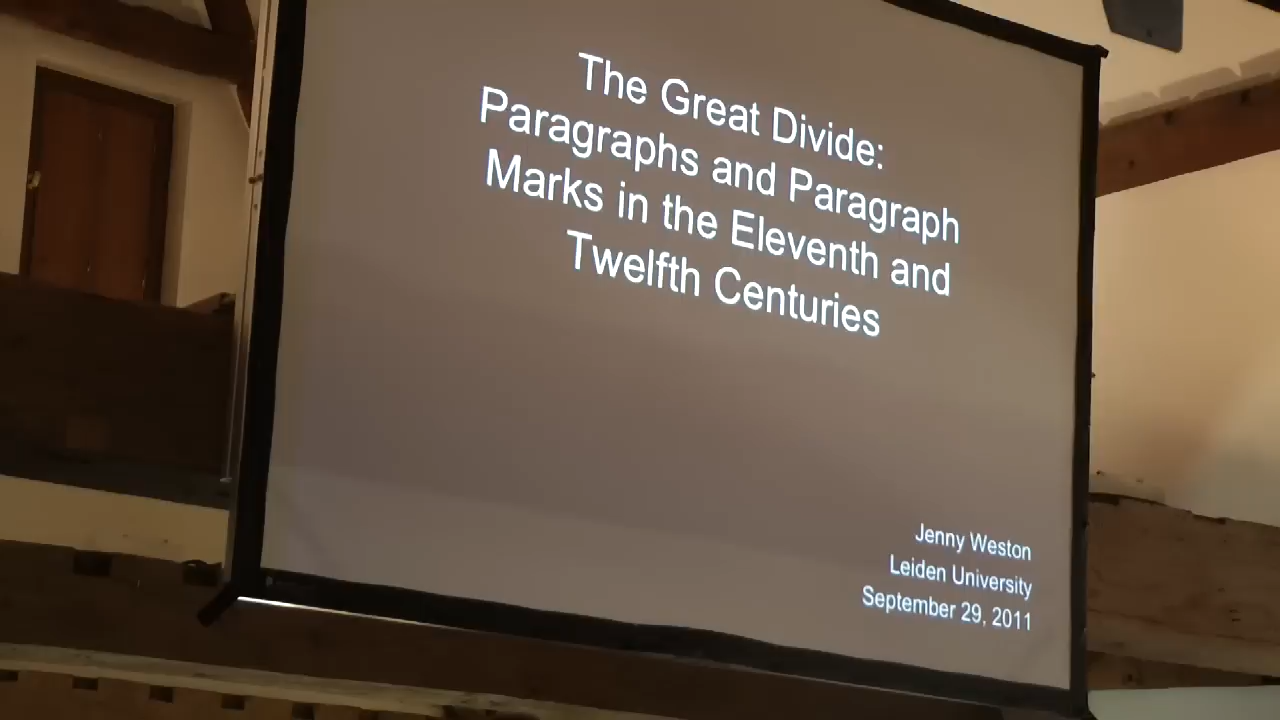 The Great Divide:
Paragraphs and Paragraph
Marks in the Eleventh and
Twelfth Centuries
Jenny Weston
Leiden University
September 29, 2011